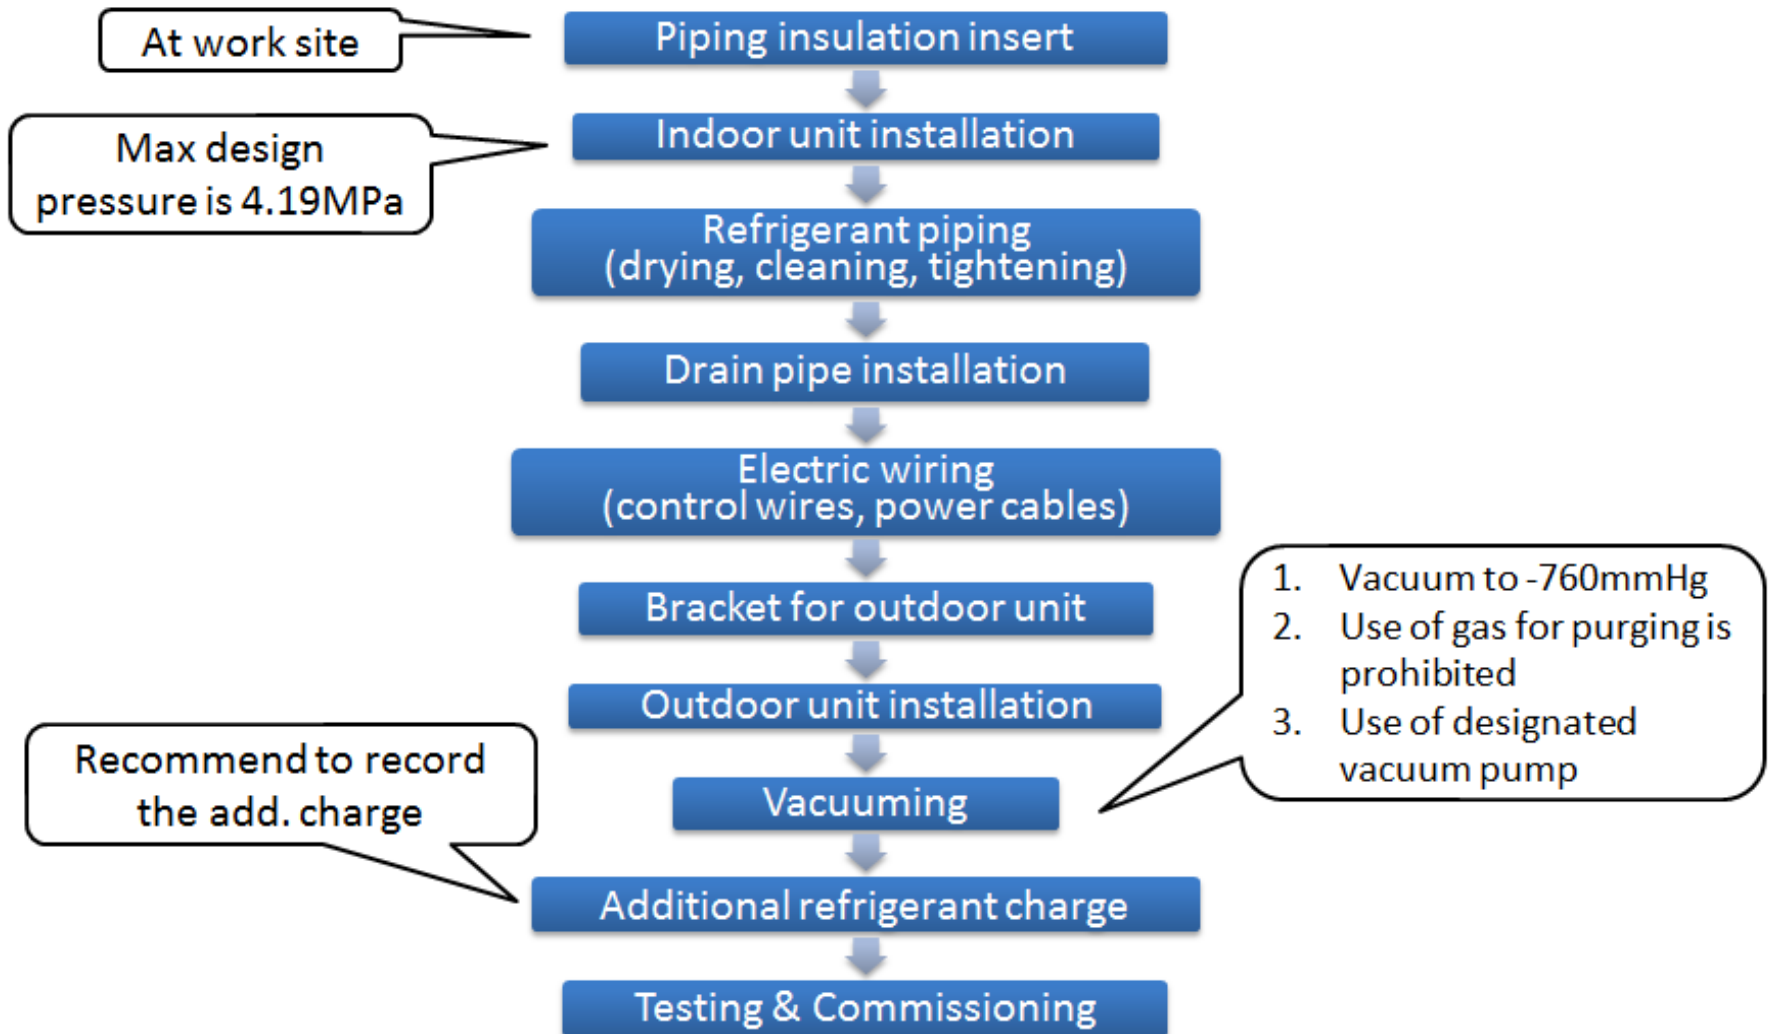 At work site
Piping insulation insert
Max design
pressure is 4.19MPa
Indoor unit installation
Refrigerant piping
(drying, cleaning, tightening)
Drain pipe installation
Electric wiring
(control wires, power cables)
Bracket for outdoor unit
Outdoor unit installation
1. Vacuum to -760mmHg
2. Use of gas for purging is
prohibited
3. Use of designated
vacuum pump
Vacuuming
Recommend to record
the add. charge
Additional refrigerant charge
Testing & Commissioning